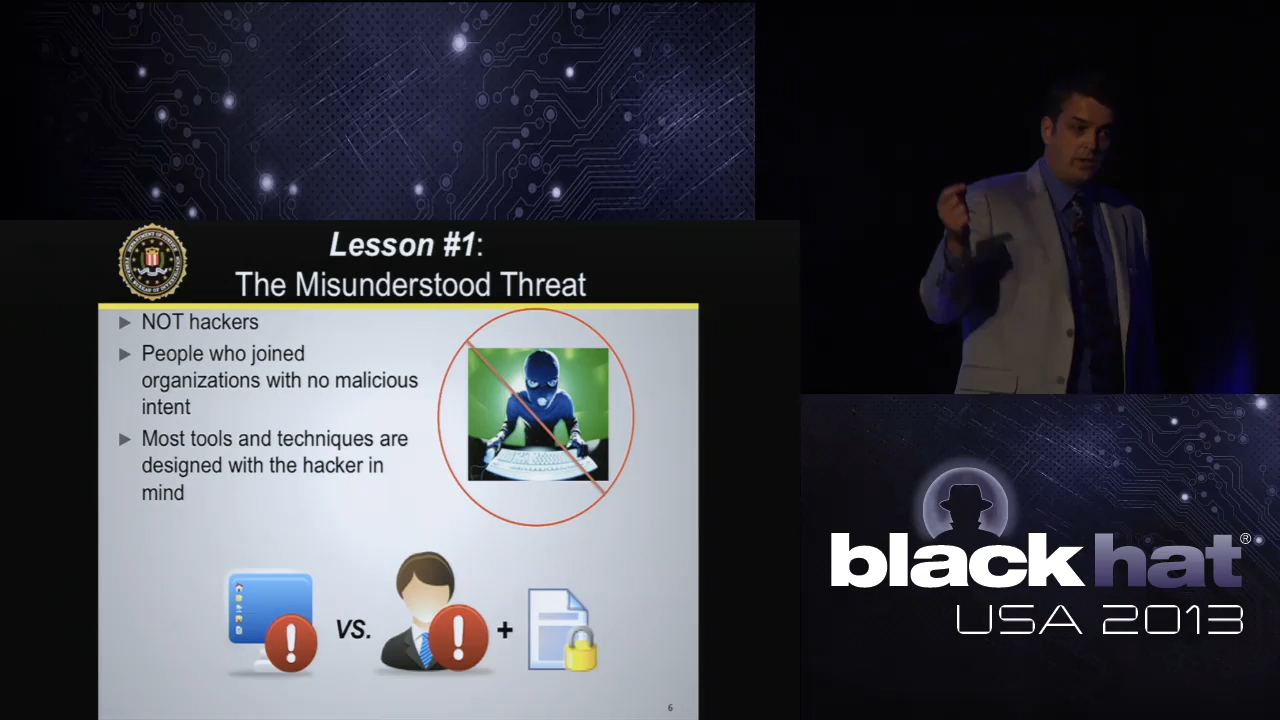 Lesson #1:
The Misunderstood Threat
NOT hackers
People who joined
organizations with no malicious
intent
Most tools and techniques are
designed with the hacker in
mind
VS.
+
6
black hat®
USA 2013